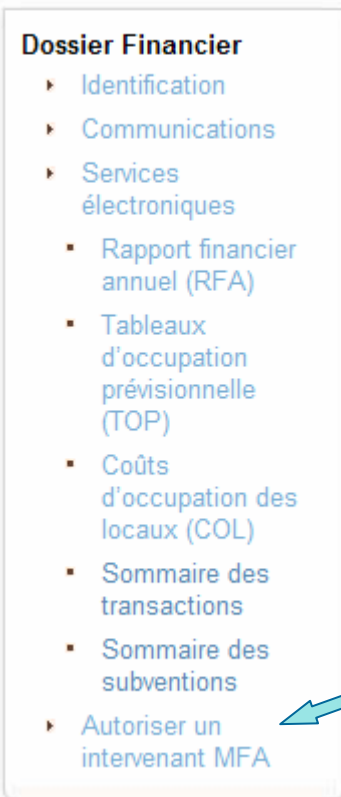 Dossier Financier
Identification
Communications
Services
électroniques
Rapport financier
annuel (RFA)
Tableaux
d'occupation
prévisionnelle
(TOP)
Coûts
d'occupation des
locaux (COL)
Sommaire des
transactions
Sommaire des
subventions
Autoriser un
intervenant MFA